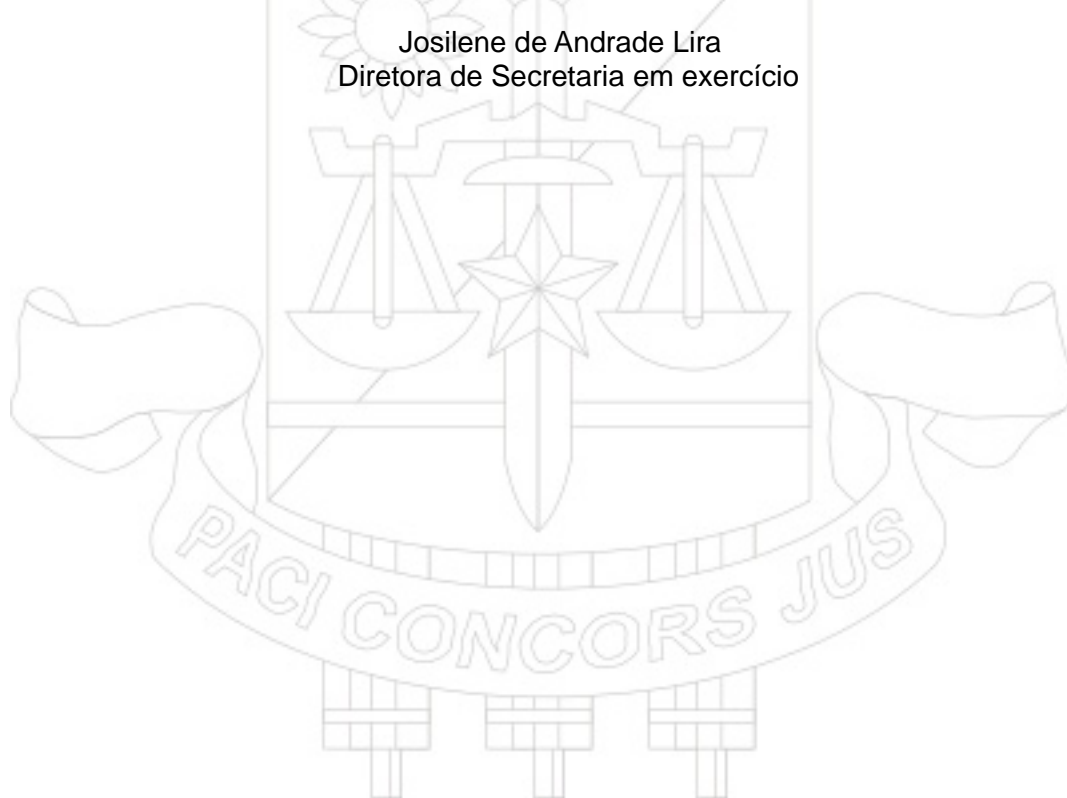 Josilene de Andrade Lira
Diretora de Secretaria em exercício
PACI CONCORS JUS